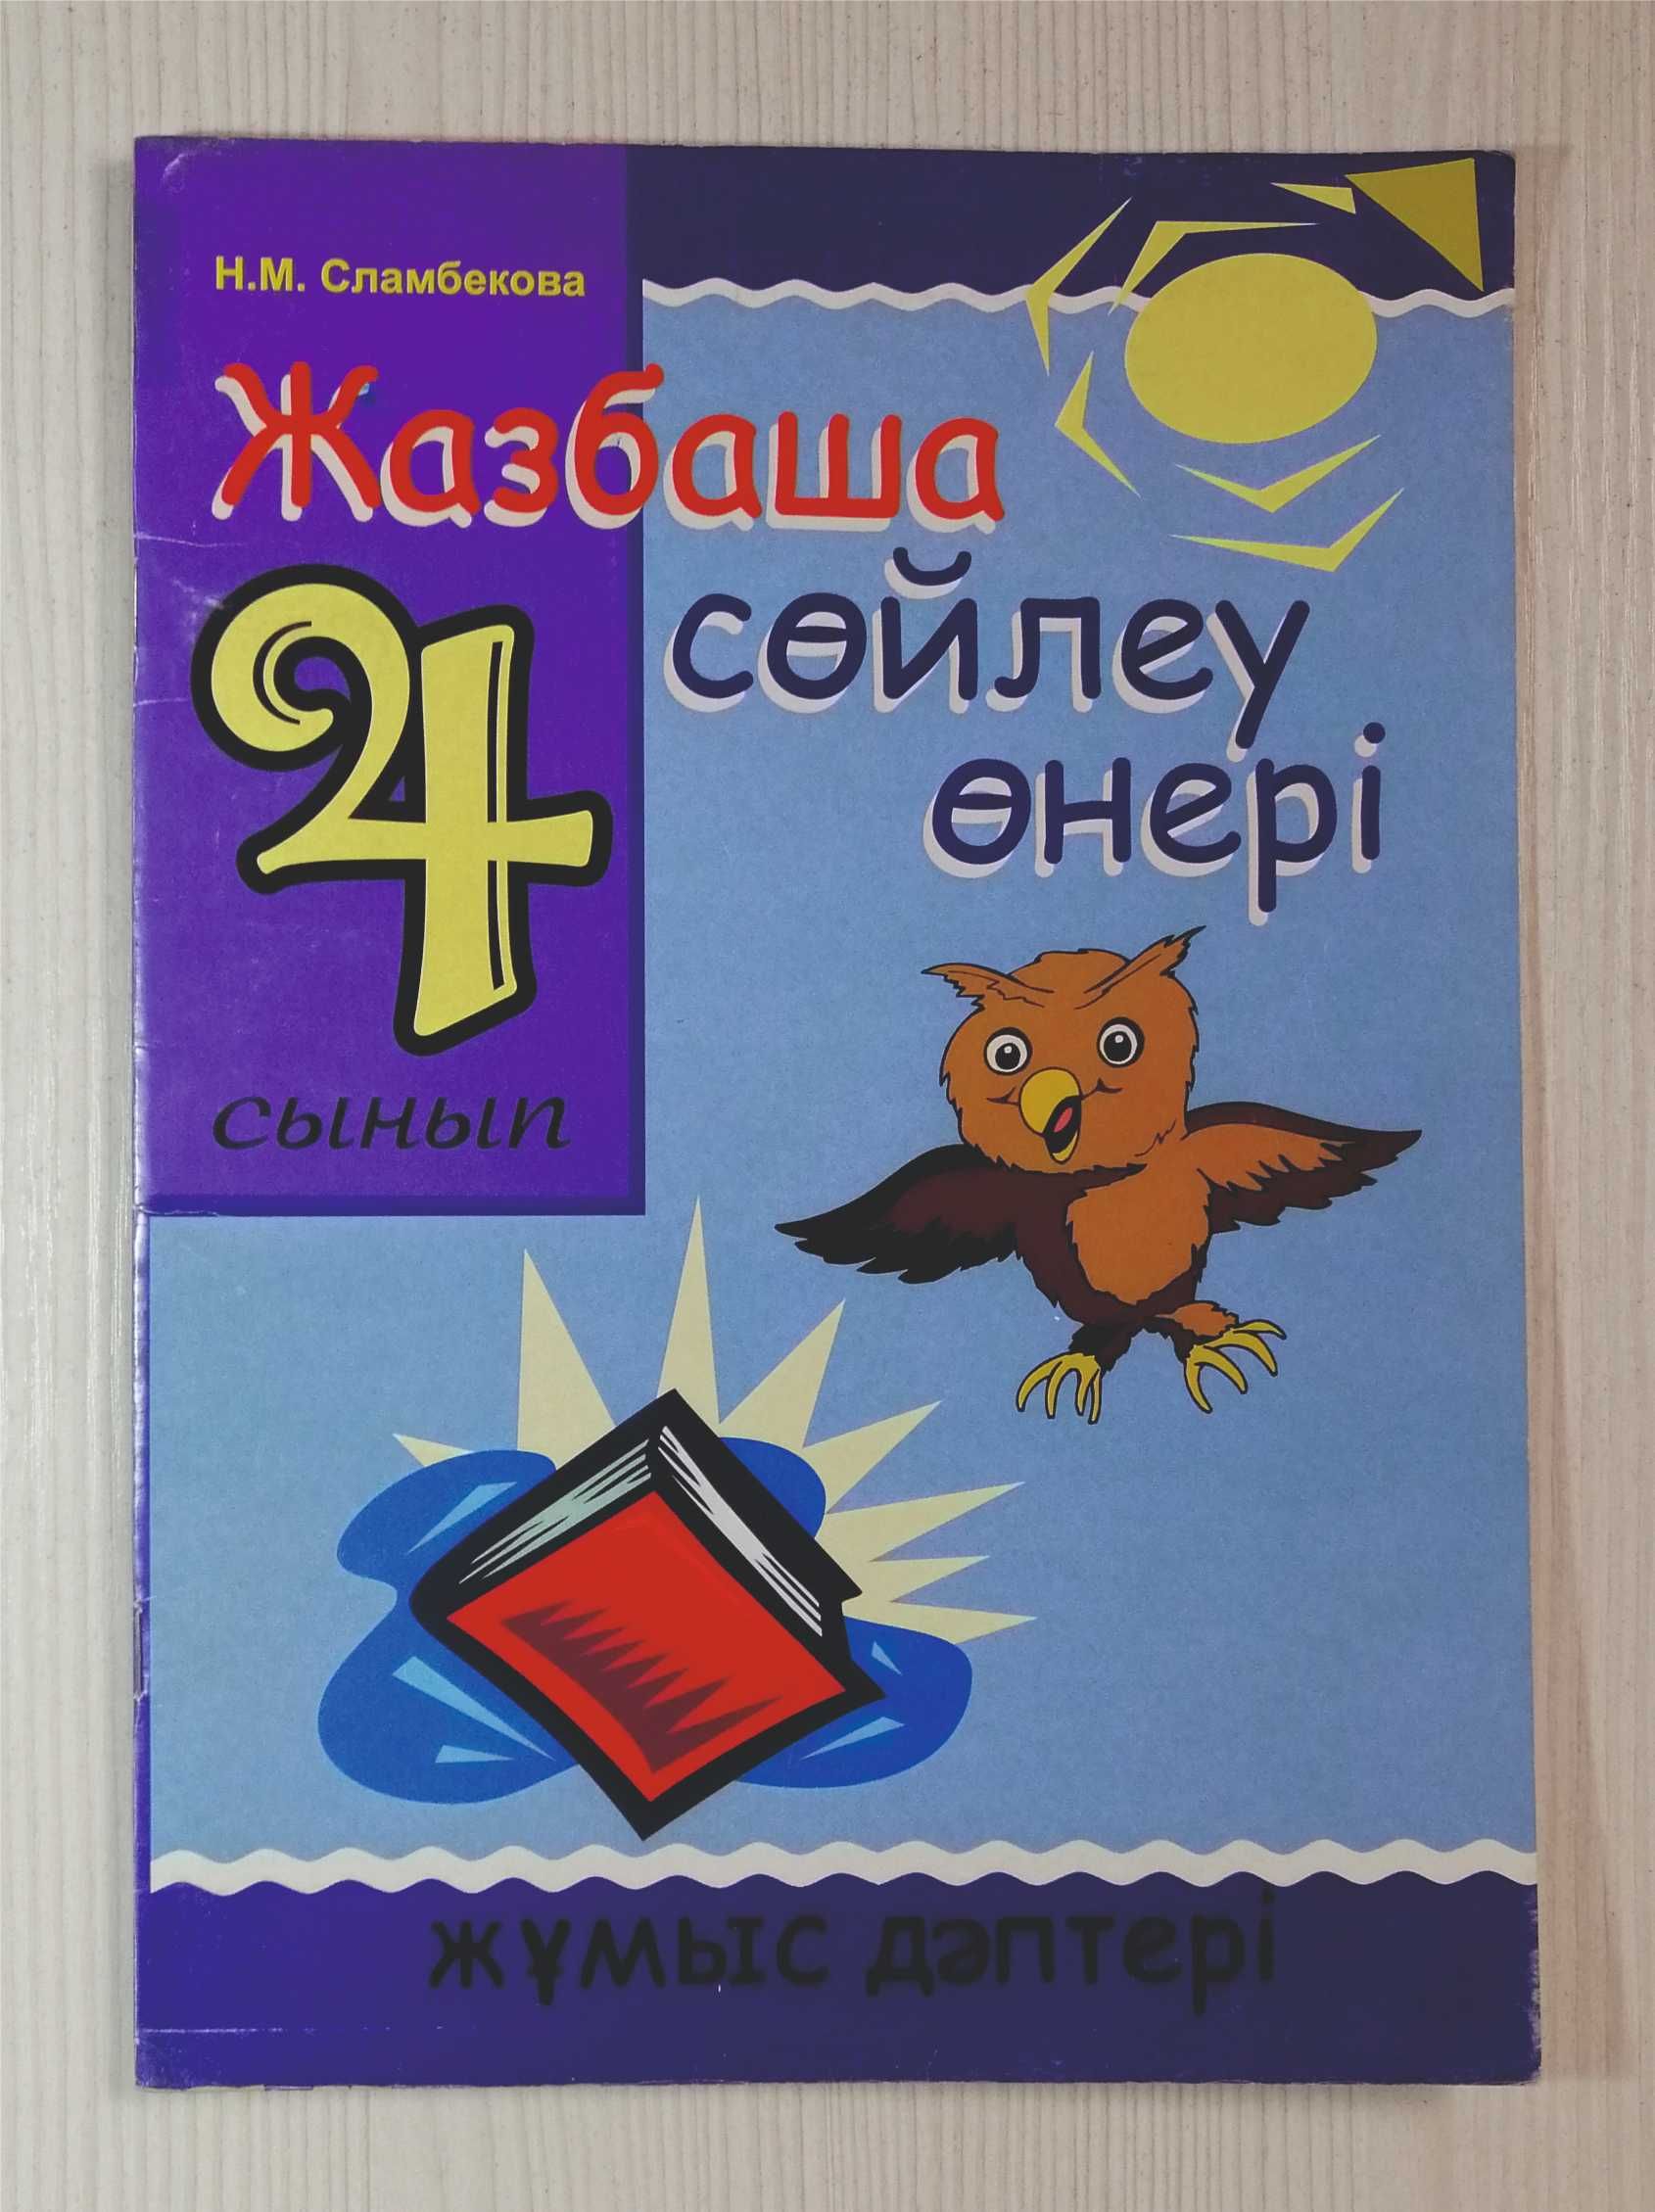 Н.М. Сламбекова
Жазбаша
сөйлеу
өнері
4
сынып
жұмыс дәптері